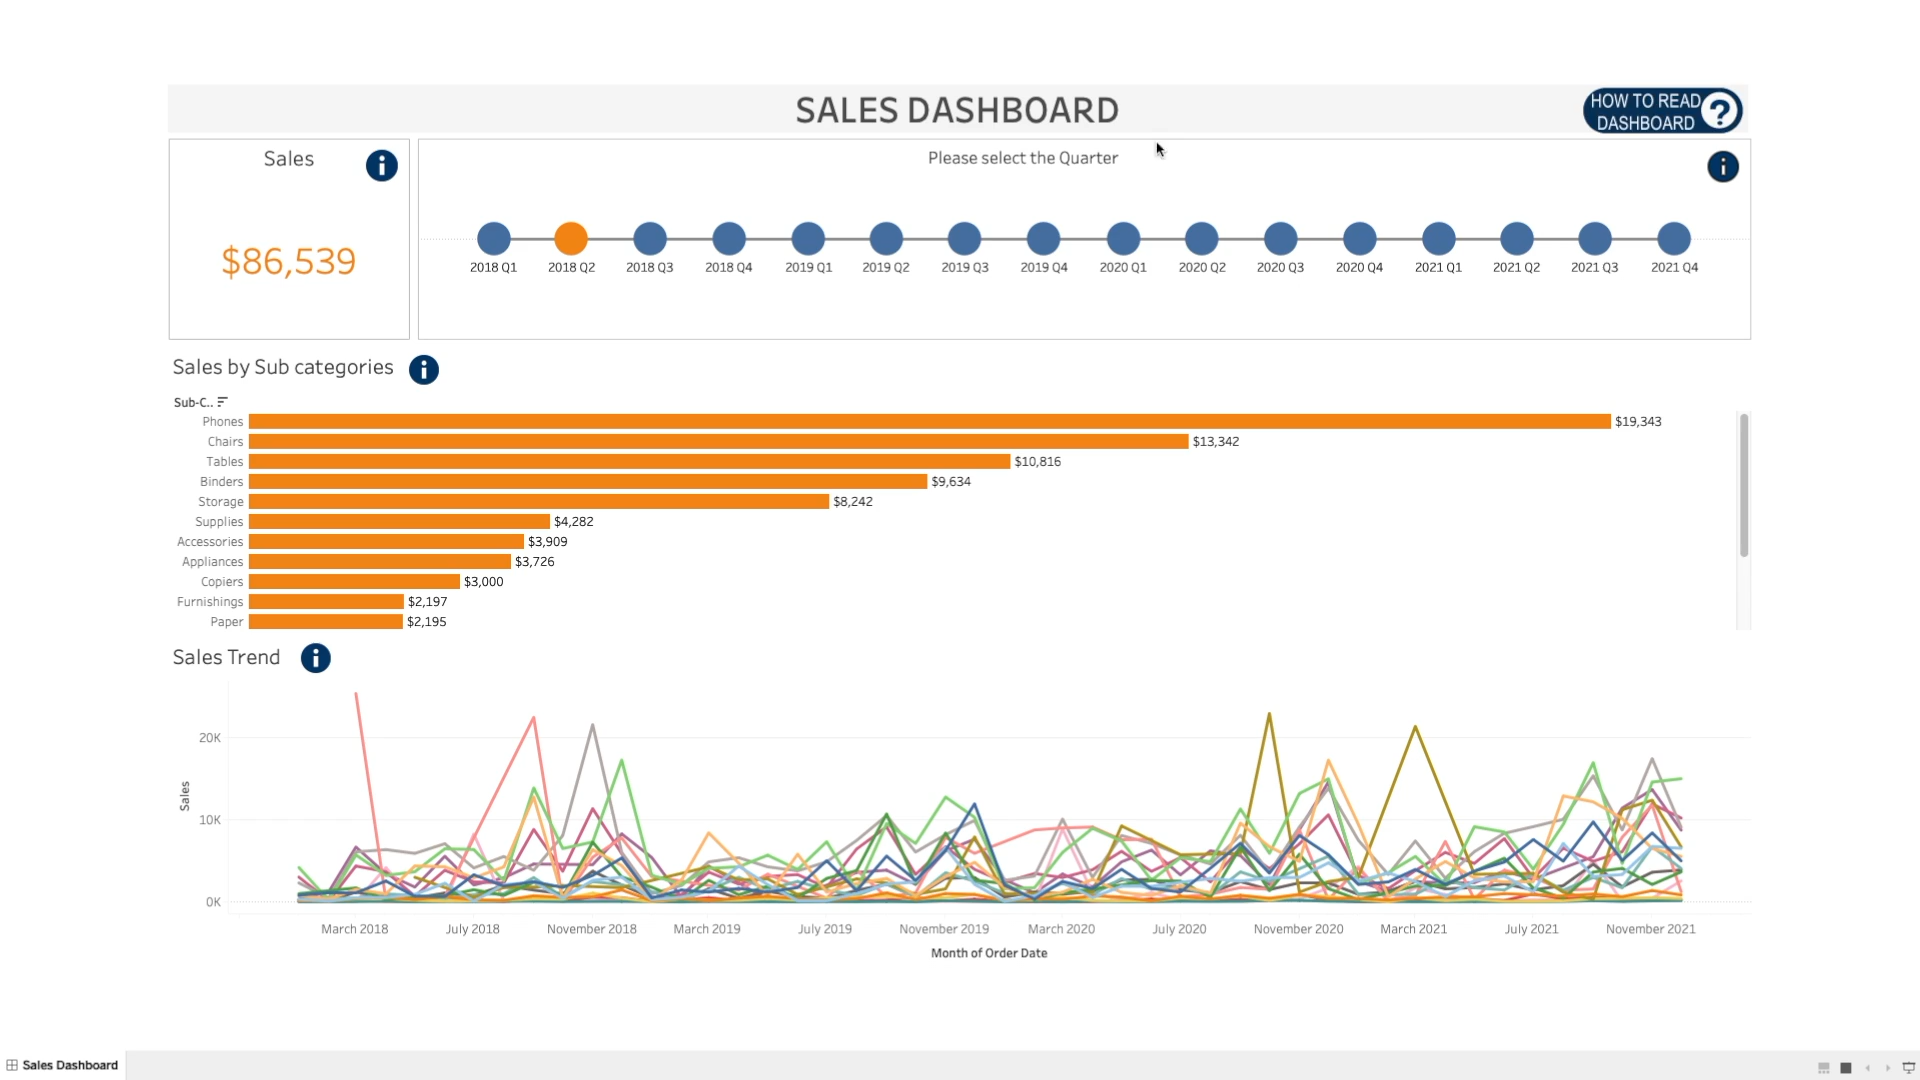 SALES DASHBOARD
HOW TO READ
DASHBOARD
?
Sales
i
$86,539
Please select the Quarter
i
2018 Q1 2018 Q2 2018 Q3 2018 Q4 2019 Q1 2019 Q2 2019 Q3 2019 Q4 2020 Q1 2020 Q2 2020 Q3 2020 Q4 2021 Q1 2021 Q2 2021 Q3 2021 Q4
Sales by Sub categories i
Sub-C..
Phones $19,343
Chairs $13,342
Tables $10,816
Binders $9,634
Storage $8,242
Supplies $4,282
Accessories $3,909
Appliances $3,726
Copiers $3,000
Furnishings $2,197
Paper $2,195
Sales Trend i
Sales
20K
10K
0K
March 2018 July 2018 November 2018 March 2019 July 2019 November 2019 March 2020 July 2020 November 2020 March 2021 July 2021 November 2021
Month of Order Date
Sales Dashboard